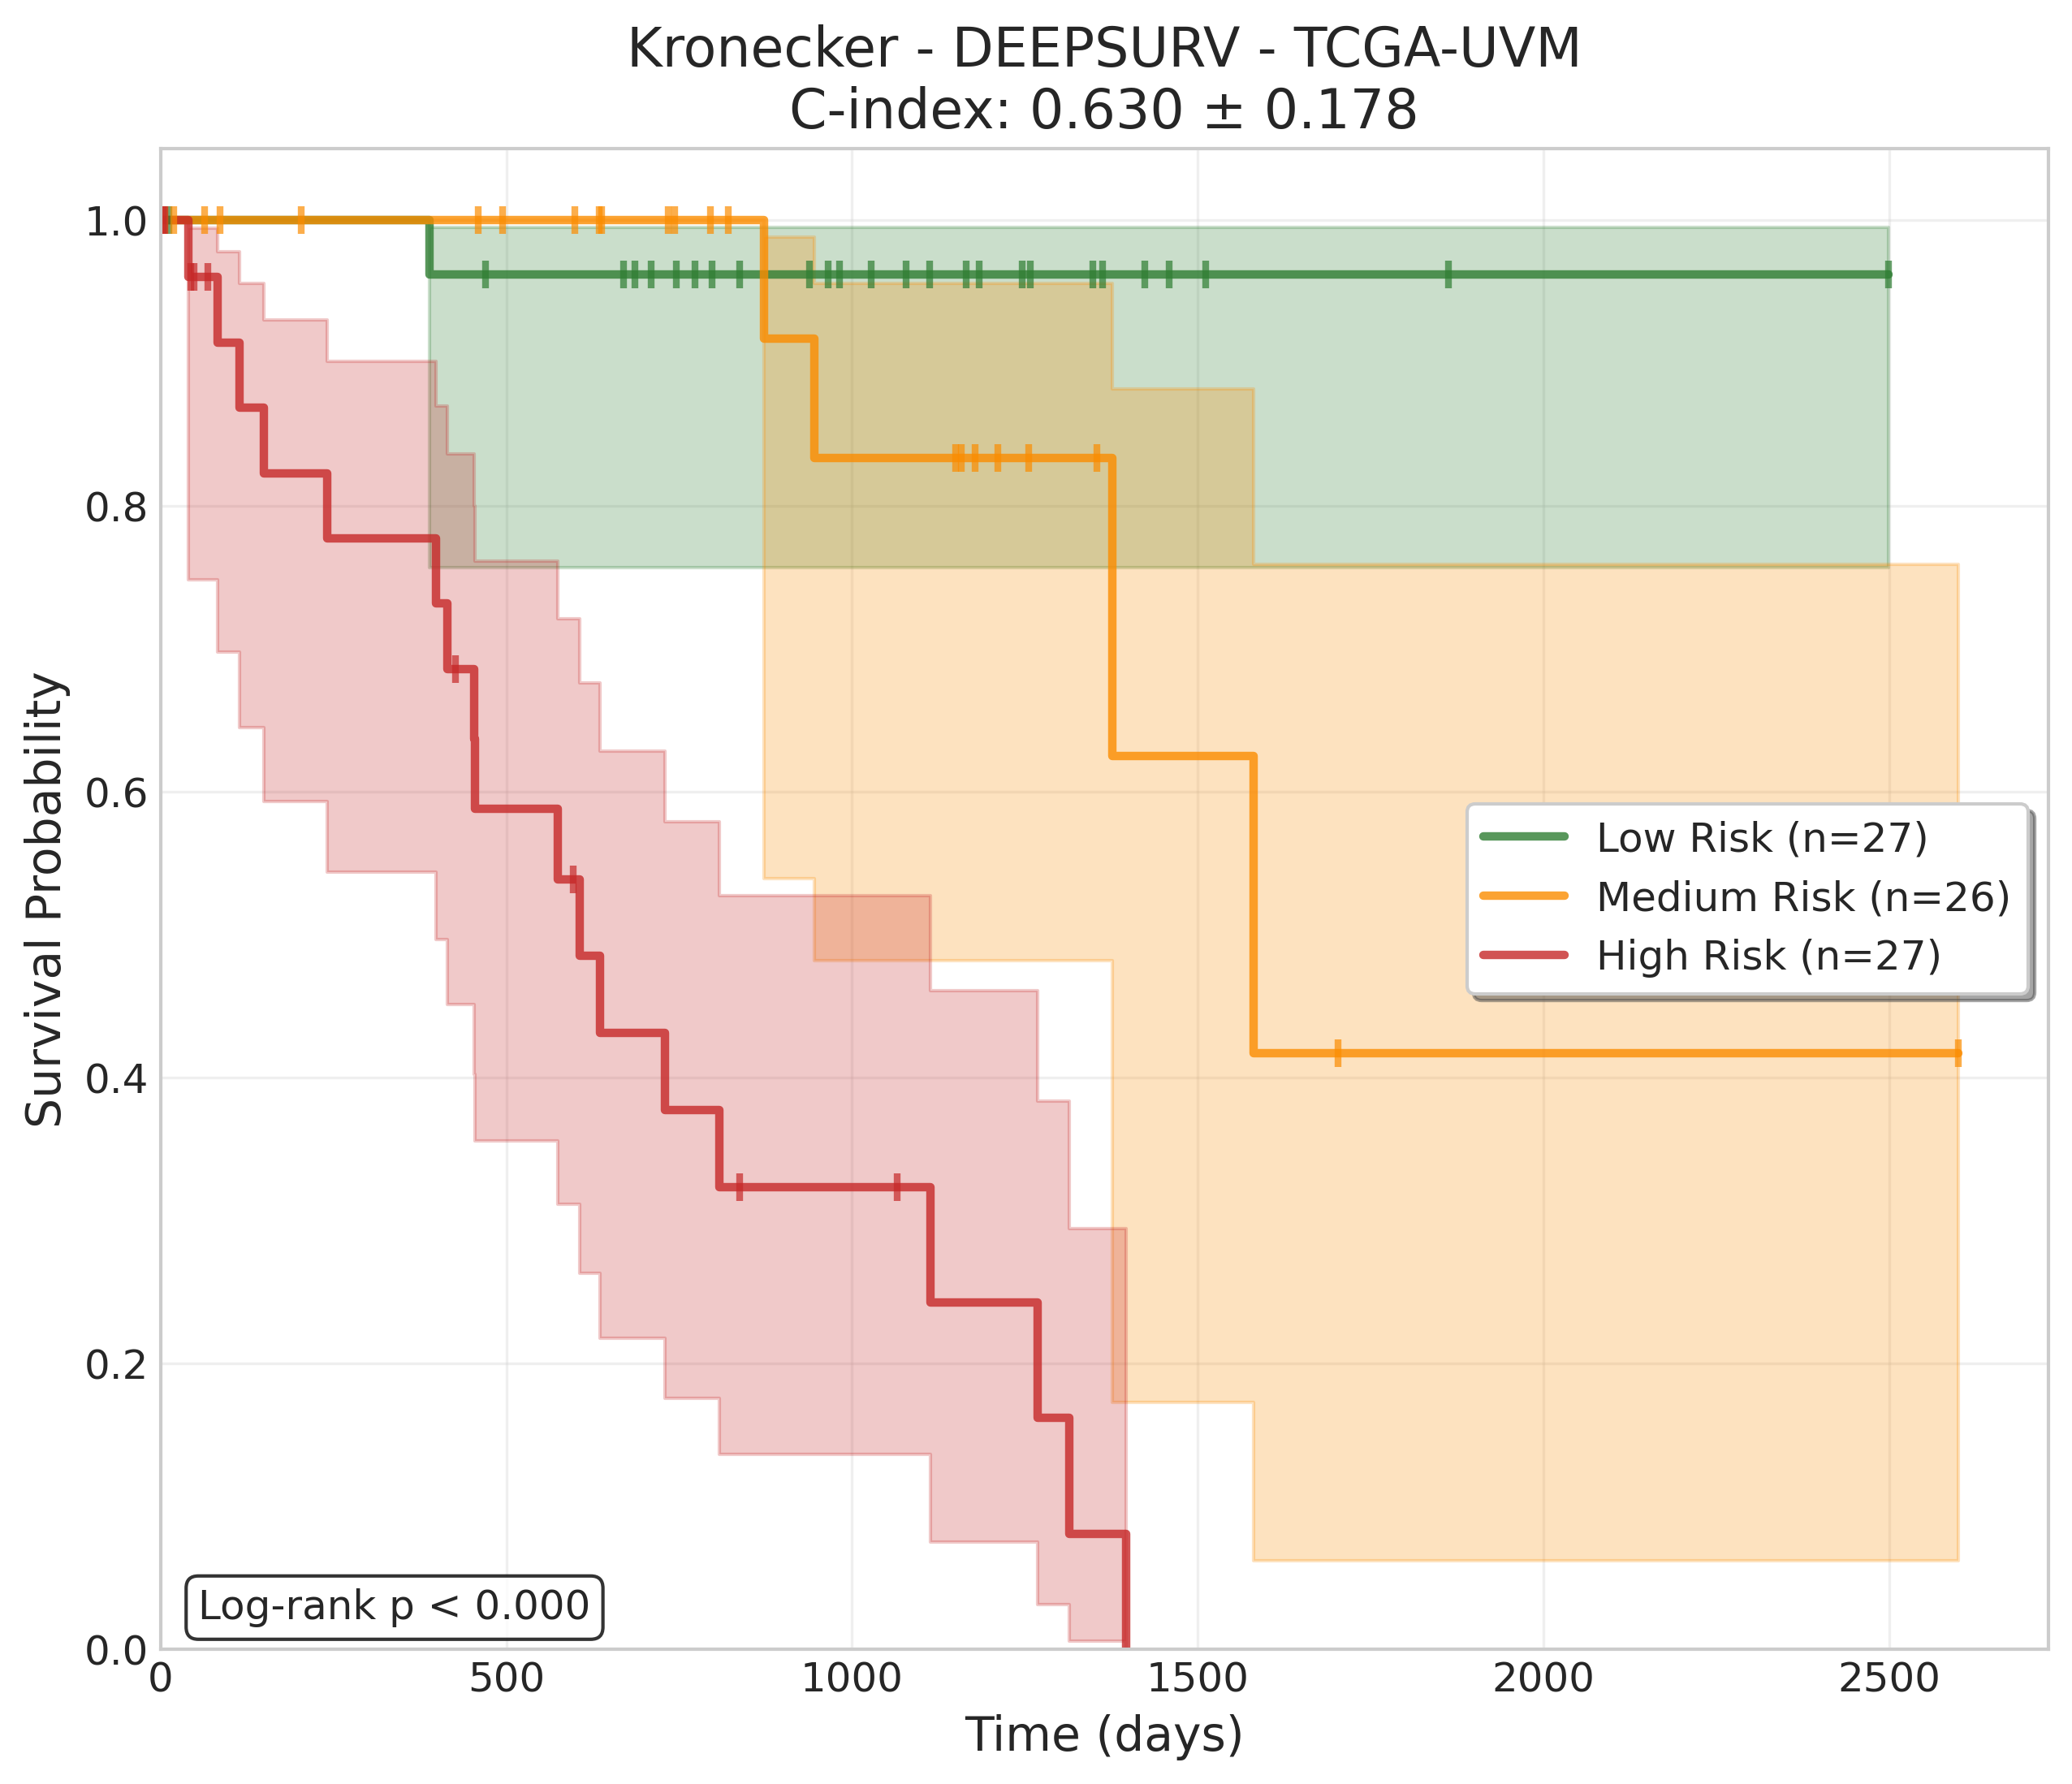 Kronecker - DEEPSURV - TCGA-UVM
C-index: 0.630 ± 0.178
Survival Probability
1.0
0.8
0.6
0.4
0.2
0.0
Low Risk (n=27)
Medium Risk (n=26)
High Risk (n=27)
Log-rank p < 0.000
0 500 1000 1500 2000 2500
Time (days)